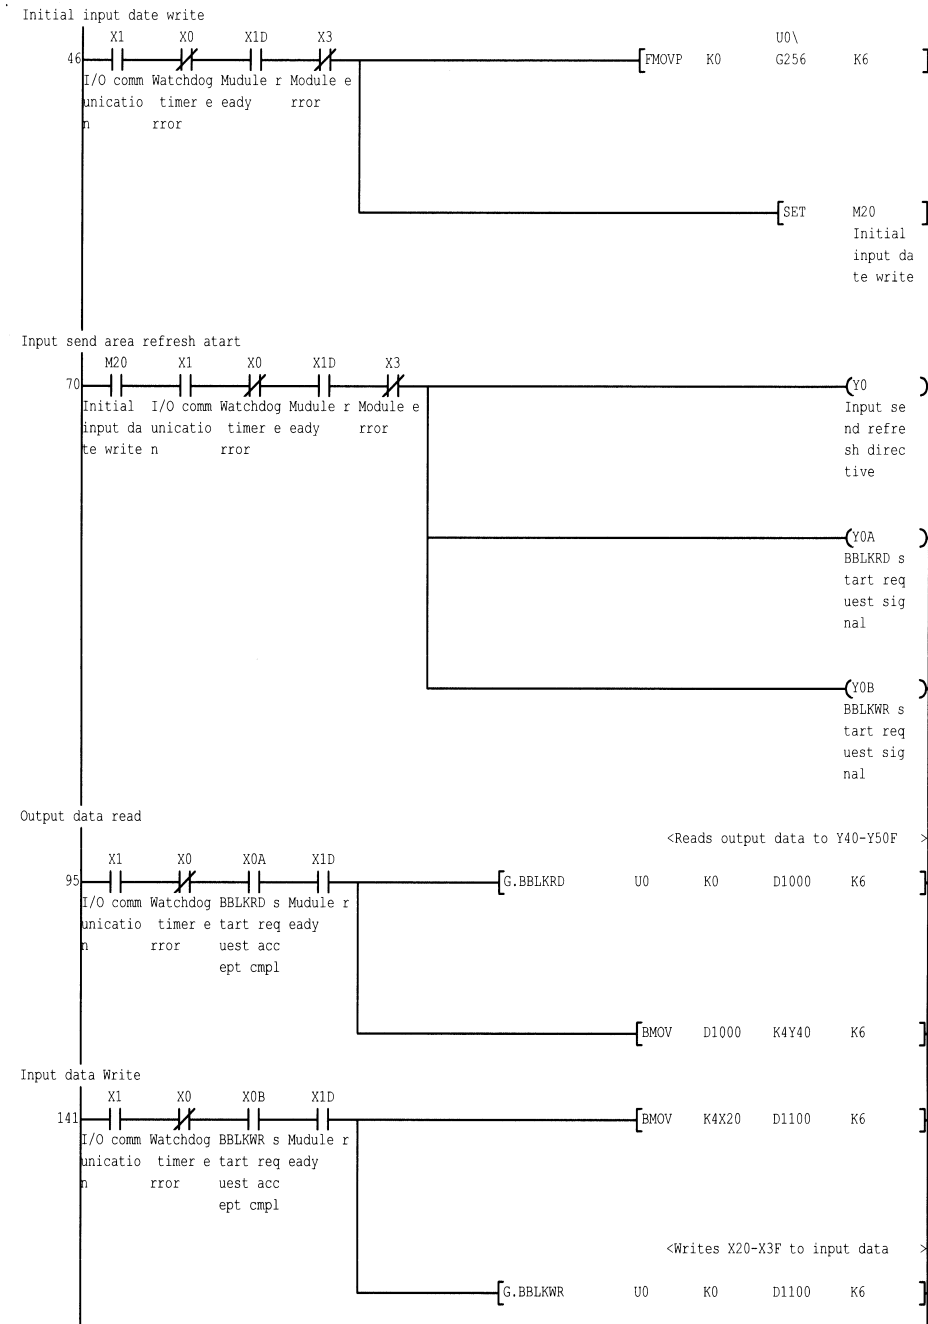 Initial input date write
X1 X0 X1D X3 U0\
46 FMOVP K0 G256 K6
I/O comm Watchdog Mudule r Module e
unicatio timer e eady rror
n rror
SET M20
Initial
input da
te write
Input send area refresh atart
M20 X1 X0 X1D X3
70 Y0
Initial I/O comm Watchdog Mudule r Module e Input se
input da unicatio timer e eady rror nd refre
te write n rror sh direc
tive
Y0A
BBLKRD s
tart req
uest sig
nal
Y0B
BBLKWR s
tart req
uest sig
nal
Output data read
<Reads output data to Y40-Y50F >
X1 X0 X0A X1D
95 G.BBLKRD U0 K0 D1000 K6
I/O comm Watchdog BBLKRD s Mudule r
unicatio timer e tart req eady
n rror uest acc
ept cmpl
BMOV D1000 K4Y40 K6
Input data Write
X1 X0 X0B X1D
141 BMOV K4X20 D1100 K6
I/O comm Watchdog BBLKWR s Mudule r
unicatio timer e tart req eady
n rror uest acc
ept cmpl
<Writes X20-X3F to input data >
G.BBLKWR U0 K0 D1100 K6